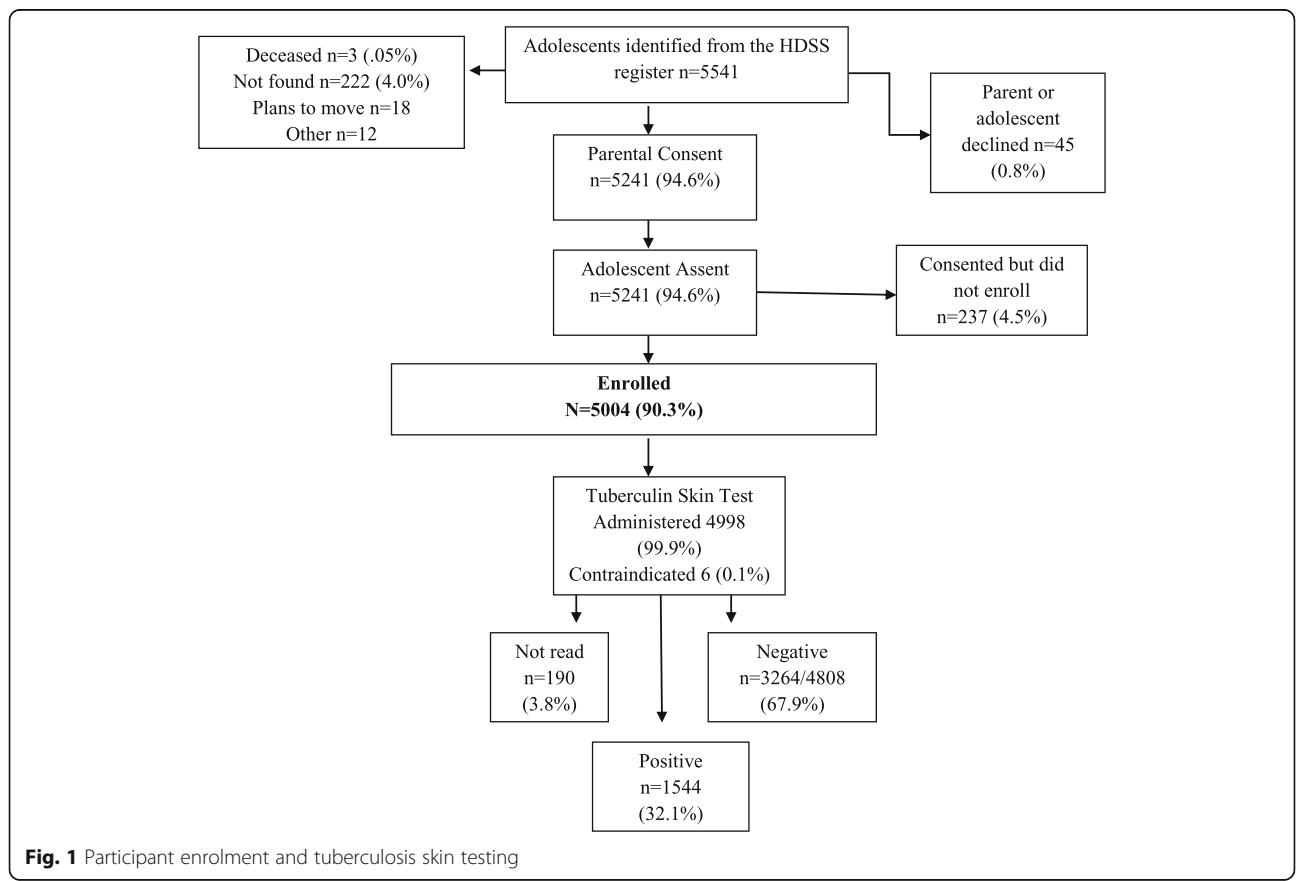 Adolescents identified from the HDSS
register n=5541
Deceased n=3 (.05%)
Not found n=222 (4.0%)
Plans to move n=18
Other n=12
Parent or
adolescent
declined n=45
(0.8%)
Parental Consent
n=5241 (94.6%)
Adolescent Assent
n=5241 (94.6%)
Consented but did
not enroll
n=237 (4.5%)
Enrolled
N=5004 (90.3%)
Tuberculin Skin Test
Administered 4998
(99.9%)
Contraindicated 6 (0.1%)
Not read
n=190
(3.8%)
Negative
n=3264/4808
(67.9%)
Positive
n=1544
(32.1%)
Fig. 1 Participant enrolment and tuberculosis skin testing